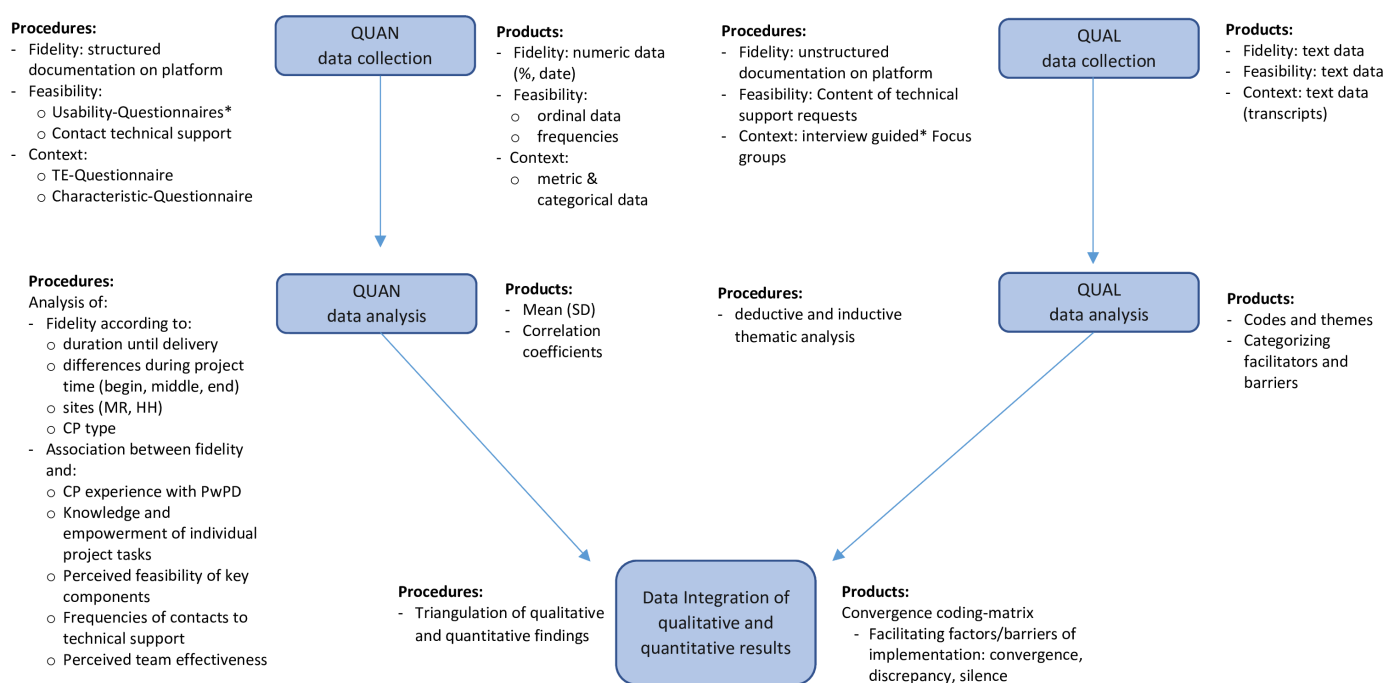 Procedures:
- Fidelity: structured
documentation on platform
- Feasibility:
o Usability-Questionnaires*
o Contact technical support
- Context:
o TE-Questionnaire
o Characteristic-Questionnaire
QUAN
data collection
Products:
- Fidelity: numeric data
(%, date)
- Feasibility:
o ordinal data
o frequencies
- Context:
o metric &
categorical data
Procedures:
- Fidelity: unstructured
documentation on platform
- Feasibility: Content of technical
support requests
- Context: interview guided* Focus
groups
QUAL
data collection
Products:
- Fidelity: text data
- Feasibility: text data
- Context: text data
(transcripts)
Procedures:
Analysis of:
- Fidelity according to:
o duration until delivery
o differences during project
time (begin, middle, end)
o sites (MR, HH)
o CP type
- Association between fidelity
and:
o CP experience with PwPD
o Knowledge and
empowerment of individual
project tasks
o Perceived feasibility of key
components
o Frequencies of contacts to
technical support
o Perceived team effectiveness
QUAN
data analysis
Products:
- Mean (SD)
- Correlation
coefficients
Procedures:
- deductive and inductive
thematic analysis
QUAL
data analysis
Products:
- Codes and themes
- Categorizing
facilitators and
barriers
Procedures:
- Triangulation of qualitative
and quantitative findings
Data Integration of
qualitative and
quantitative results
Products:
Convergence coding-matrix
- Facilitating factors/barriers of
implementation: convergence,
discrepancy, silence